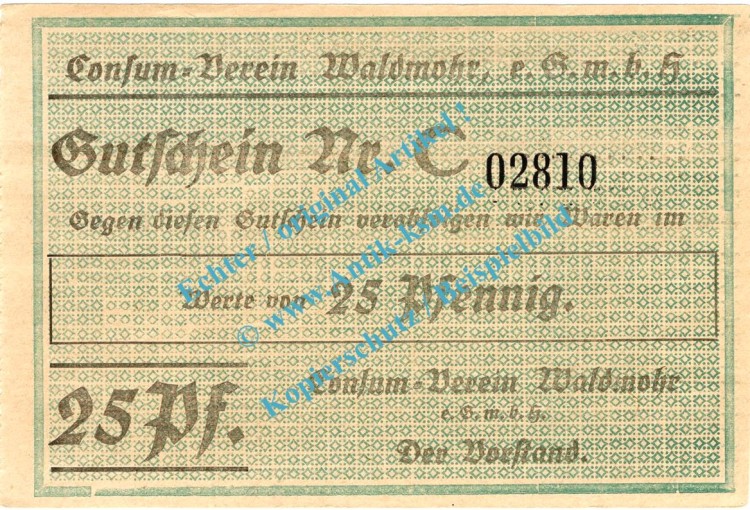 Consum-Verein Waldmohr, e. G. m. b. H.
Gutschein Nr. C 02810
Gegen diesen Gutschein verabfolgen wir Waren im
Werte von 25 Pfennig.
25 Pf.
Consum-Verein Waldmohr
e. G. m. b. H.
Der Vorstand.
Echter / original Artikel !
© www.Antik-ksm.de
Kopierschutz / Beispielbild